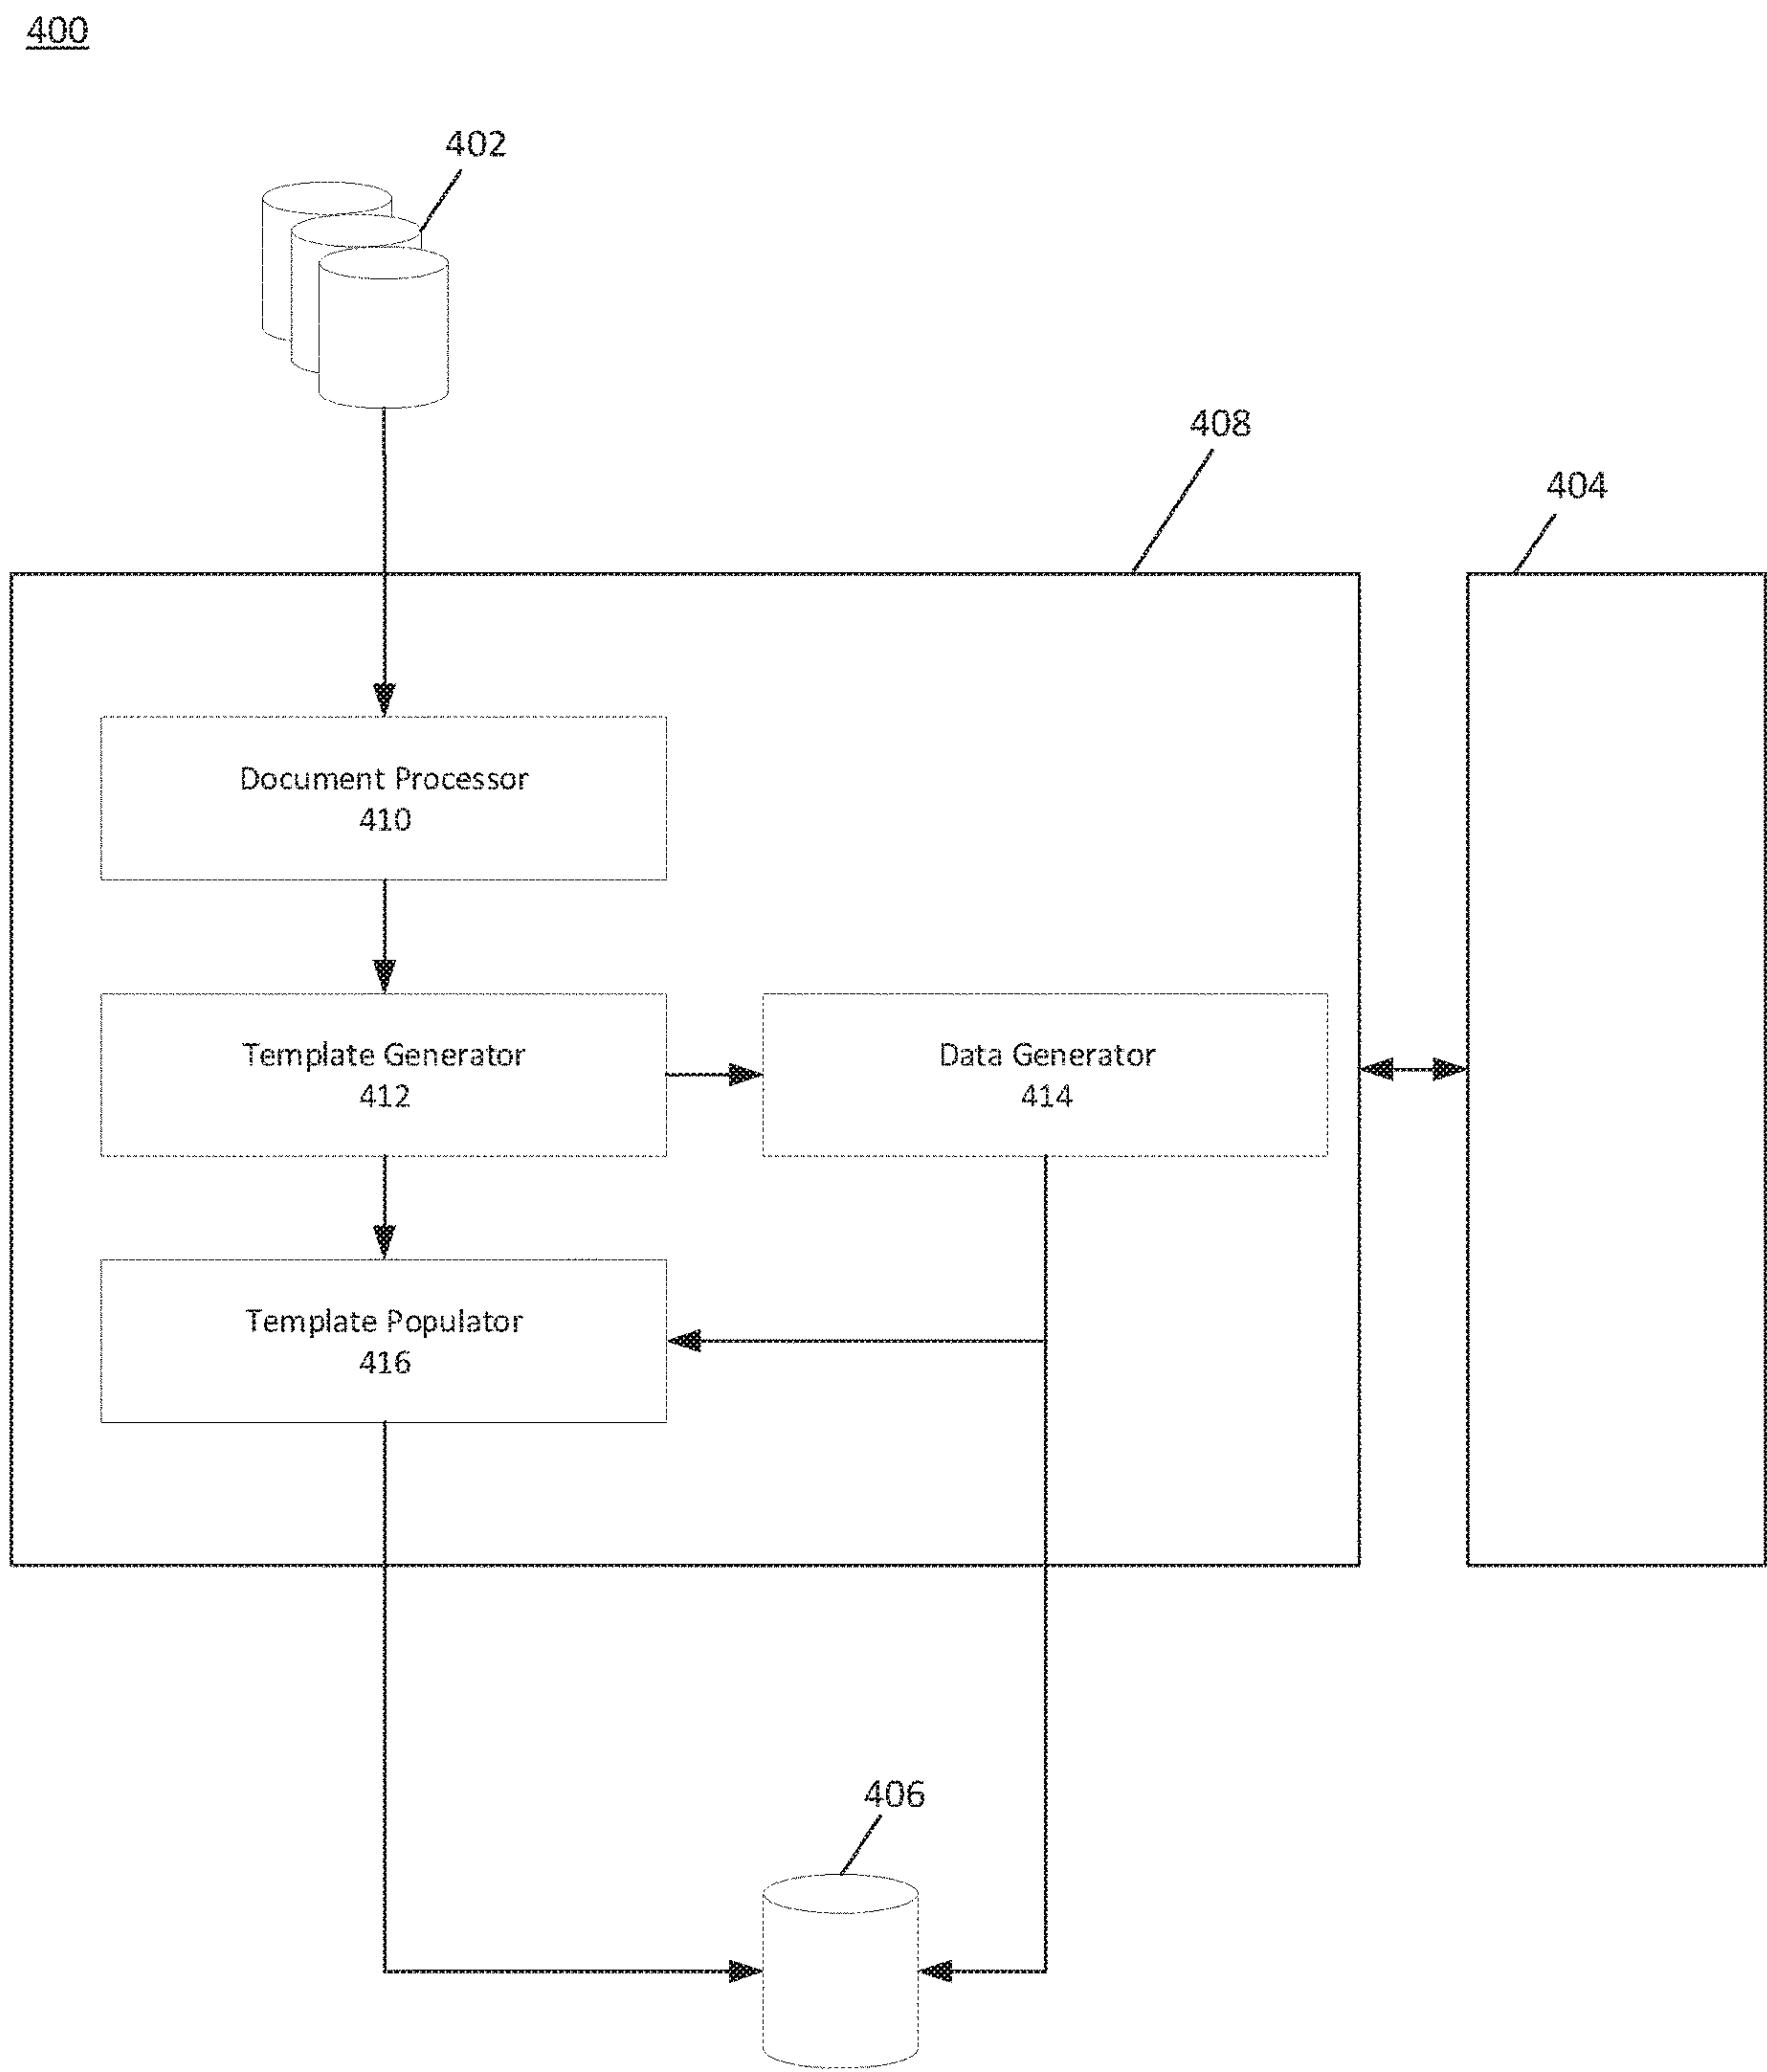 400
402
408
404
Document Processor
410
Template Generator
412
Data Generator
414
Template Populator
416
406